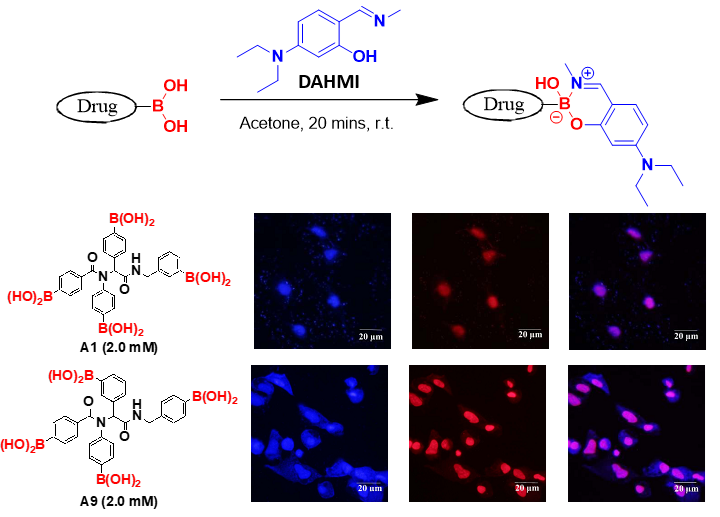 N
OH
N
DAHMI
Drug
B
OH
OH
Acetone, 20 mins, r.t.
Drug
HO
N
+
B
−
O
N
B(OH)₂
O
H
N
N
O
B(OH)₂
(HO)₂B
B(OH)₂
A1 (2.0 mM)
20 μm
20 μm
20 μm
(HO)₂B
O
H
N
N
O
B(OH)₂
(HO)₂B
B(OH)₂
A9 (2.0 mM)
20 μm
20 μm
20 μm